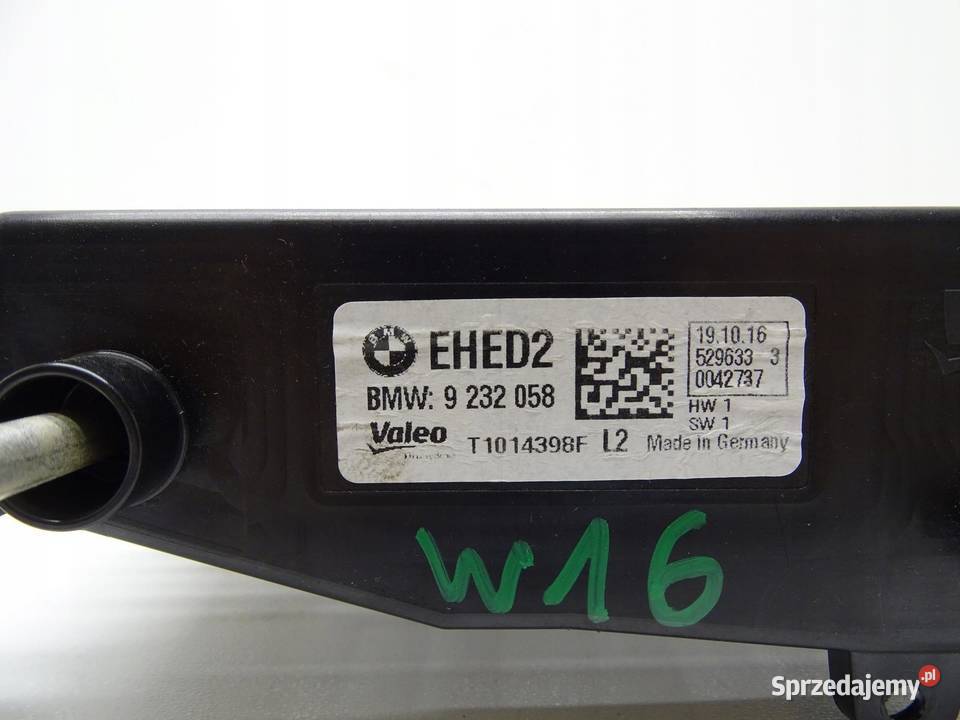 BMW
EHED2
BMW: 9 232 058
Valeo
T1014398F L2
19.10.16
529633 3
0042737
HW 1
SW 1
Made in Germany
W16
Sprzedajemy.pl